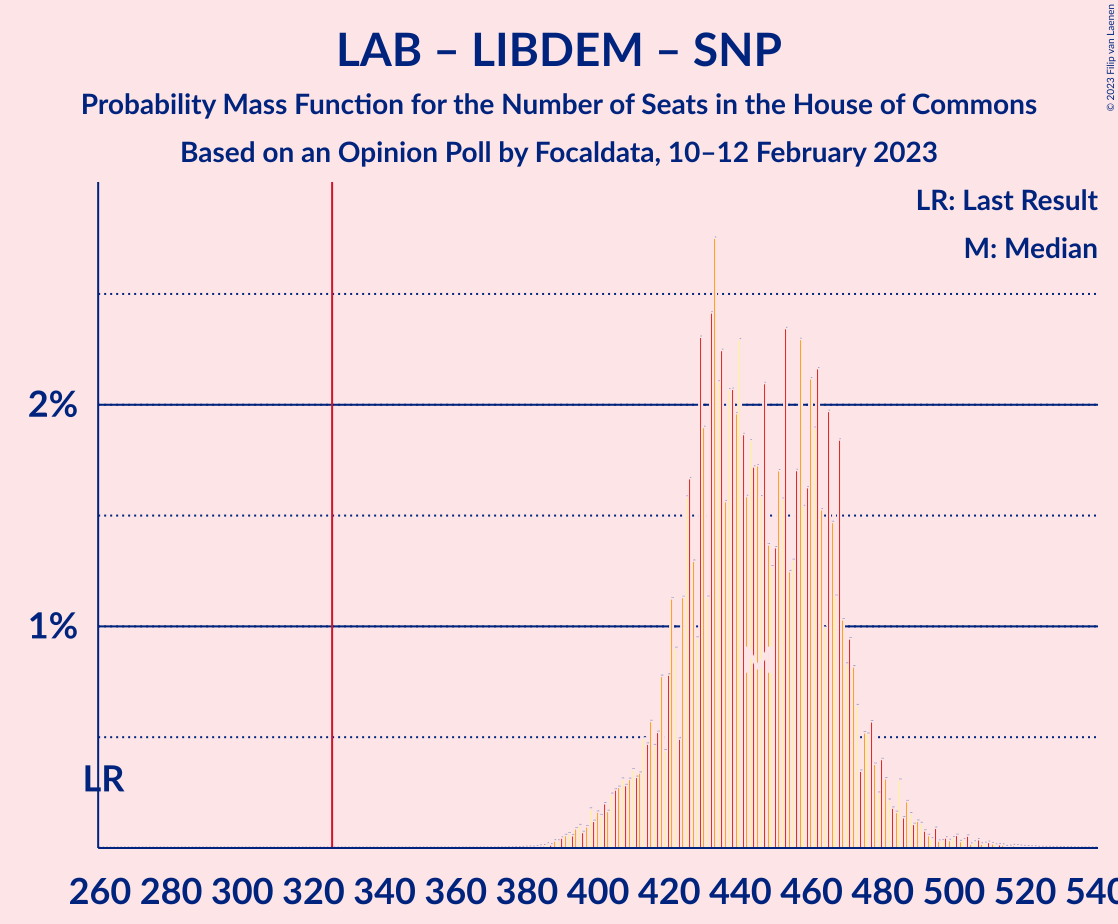 LAB – LIBDEM – SNP
Probability Mass Function for the Number of Seats in the House of Commons
Based on an Opinion Poll by Focaldata, 10–12 February 2023
© 2023 Filip van Laenen
LR: Last Result
M: Median
2%
1%
LR
260 280 300 320 340 360 380 400 420 440 460 480 500 520 540